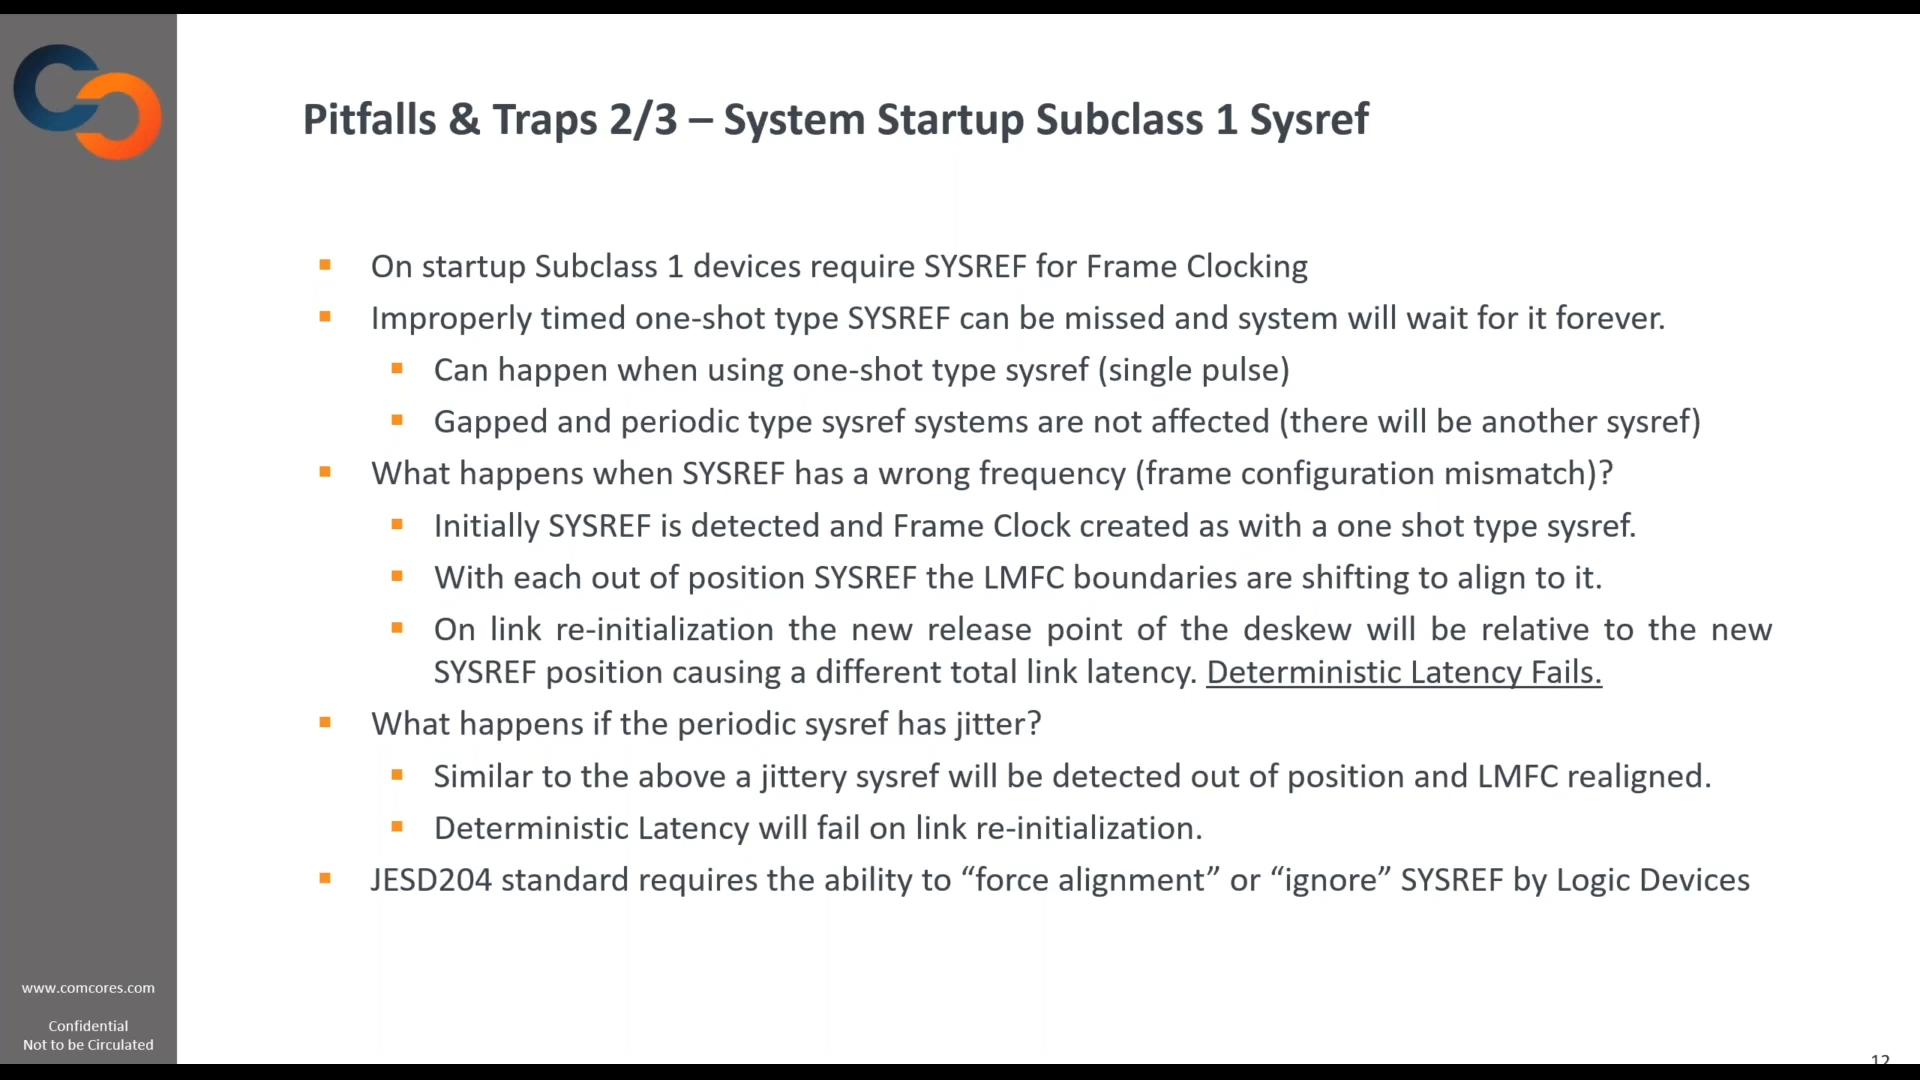 Pitfalls & Traps 2/3 – System Startup Subclass 1 Sysref
On startup Subclass 1 devices require SYSREF for Frame Clocking
Improperly timed one-shot type SYSREF can be missed and system will wait for it forever.
Can happen when using one-shot type sysref (single pulse)
Gapped and periodic type sysref systems are not affected (there will be another sysref)
What happens when SYSREF has a wrong frequency (frame configuration mismatch)?
Initially SYSREF is detected and Frame Clock created as with a one shot type sysref.
With each out of position SYSREF the LMFC boundaries are shifting to align to it.
On link re-initialization the new release point of the deskew will be relative to the new
SYSREF position causing a different total link latency. Deterministic Latency Fails.
What happens if the periodic sysref has jitter?
Similar to the above a jittery sysref will be detected out of position and LMFC realigned.
Deterministic Latency will fail on link re-initialization.
JESD204 standard requires the ability to “force alignment” or “ignore” SYSREF by Logic Devices
www.comcores.com
Confidential
Not to be Circulated
12